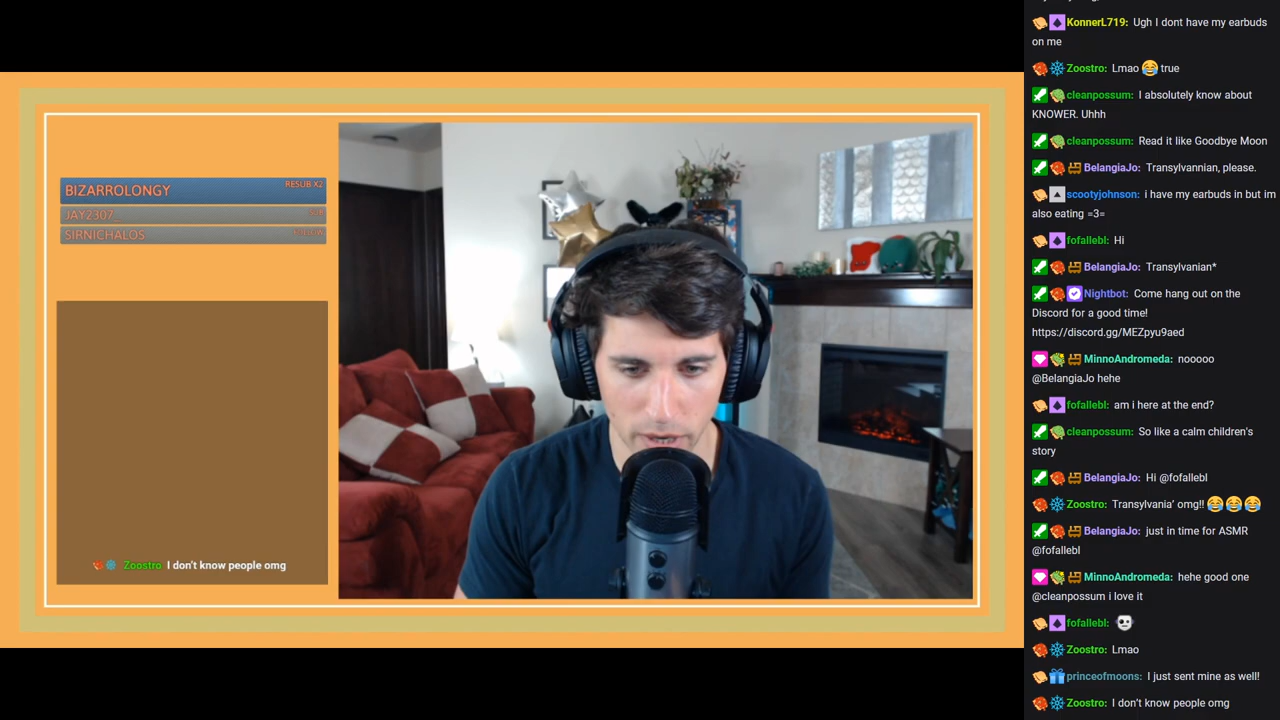 BIZARROLONGY
RESUB X2
JAY2307_
SIRNICHALOS
Zoostro I don't know people omg
KonnerL719: Ugh I dont have my earbuds
on me
Zoostro: Lmao 😂 true
cleanpossum: I absolutely know about
KNOWER. Uhhh
cleanpossum: Read it like Goodbye Moon
BelangiaJo: Transylvannian, please.
scootyjohnson: i have my earbuds in but im
also eating =3=
fofallebl: Hi
BelangiaJo: Transylvanian*
Nightbot: Come hang out on the
Discord for a good time!
https://discord.gg/MEZpyu9aed
MinnoAndromeda: nooooo
@BelangiaJo hehe
fofallebl: am i here at the end?
cleanpossum: So like a calm children's
story
BelangiaJo: Hi @fofallebl
Zoostro: Transylvania' omg!! 😂😂😂
BelangiaJo: just in time for ASMR
@fofallebl
MinnoAndromeda: hehe good one
@cleanpossum i love it
fofallebl:
Zoostro: Lmao
princeofmoons: I just sent mine as well!
Zoostro: I don't know people omg